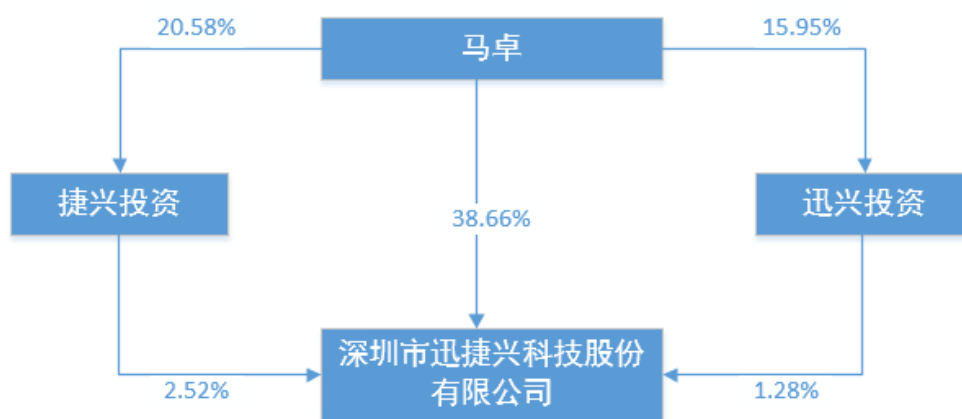 20.58%
马卓
15.95%
捷兴投资
38.66%
迅兴投资
深圳市迅捷兴科技股份
有限公司
2.52%
1.28%